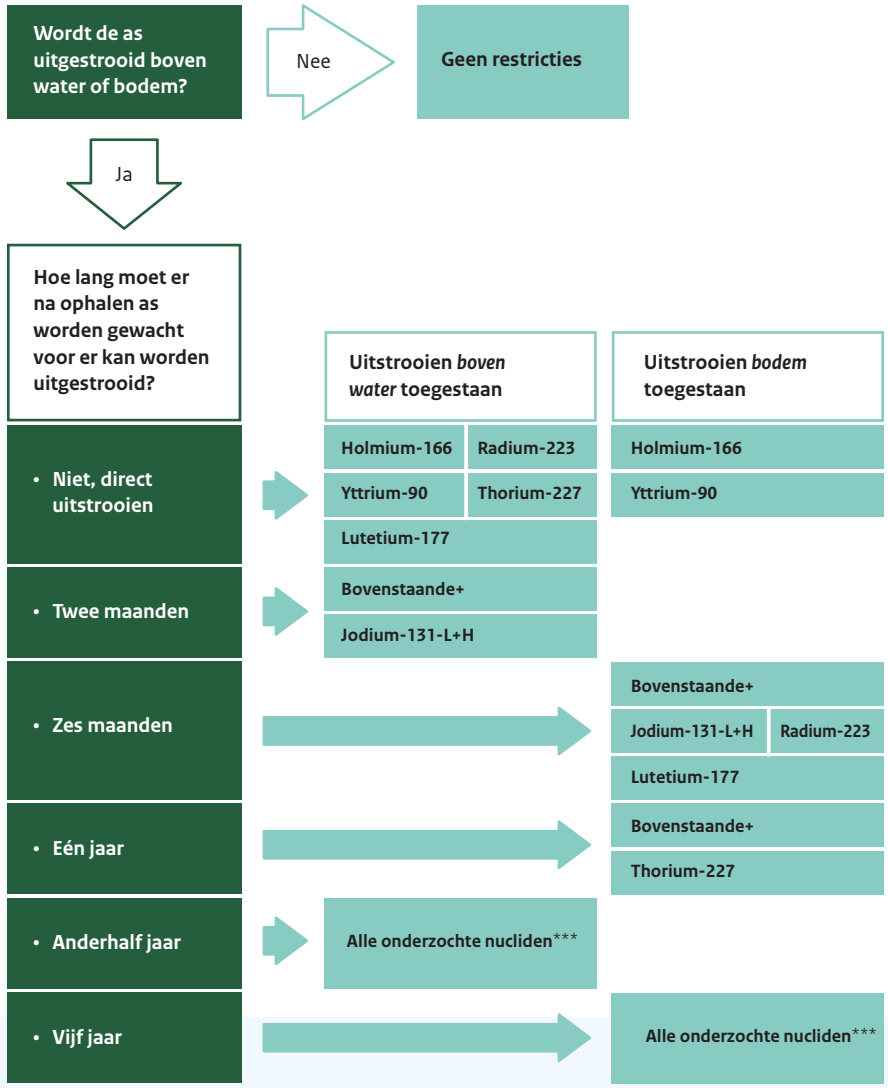 Wordt de as
uitgestrooid boven
water of bodem?
Nee
Geen restricties
Ja
Hoe lang moet er
na ophalen as
worden gewacht
voor er kan worden
uitgestrooid?
Uitstrooien boven
water toegestaan
Uitstrooien bodem
toegestaan
• Niet, direct
uitstrooien
Holmium-166
Radium-223
Yttrium-90
Thorium-227
Lutetium-177
Holmium-166
Yttrium-90
• Twee maanden
Bovenstaande+
Jodium-131-L+H
• Zes maanden
Bovenstaande+
Jodium-131-L+H
Radium-223
Lutetium-177
• Eén jaar
Bovenstaande+
Thorium-227
• Anderhalf jaar
Alle onderzochte nucliden***
• Vijf jaar
Alle onderzochte nucliden***